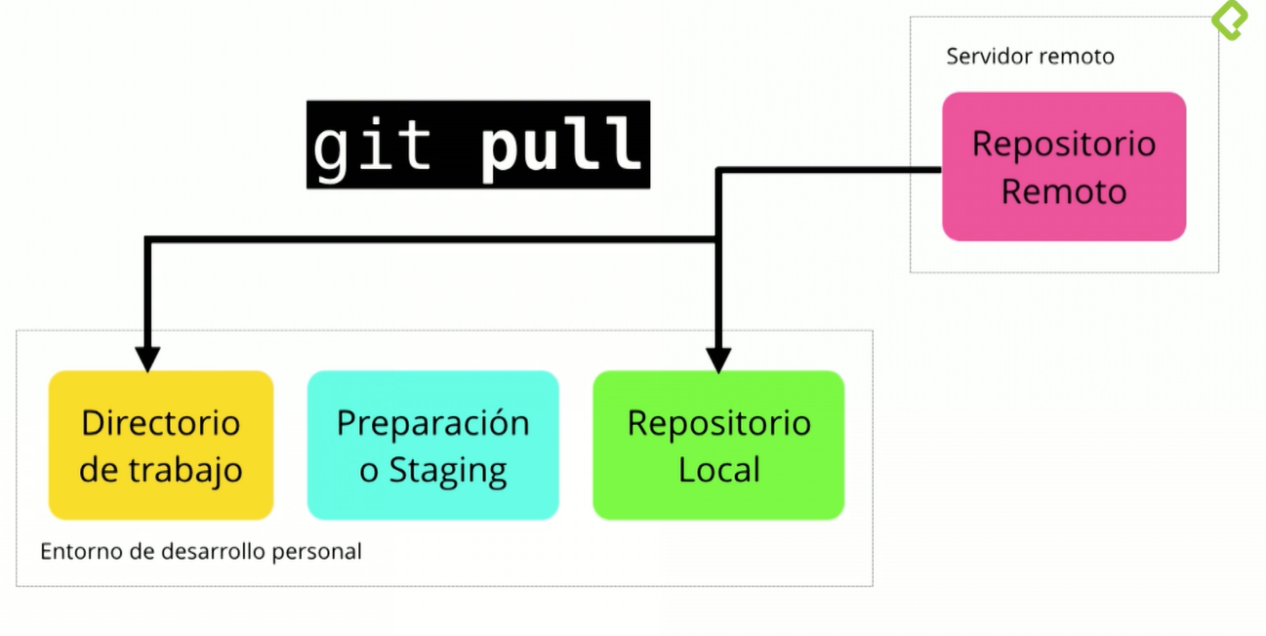 Servidor remoto
git pull
Repositorio
Remoto
Directorio
de trabajo
Preparación
o Staging
Repositorio
Local
Entorno de desarrollo personal